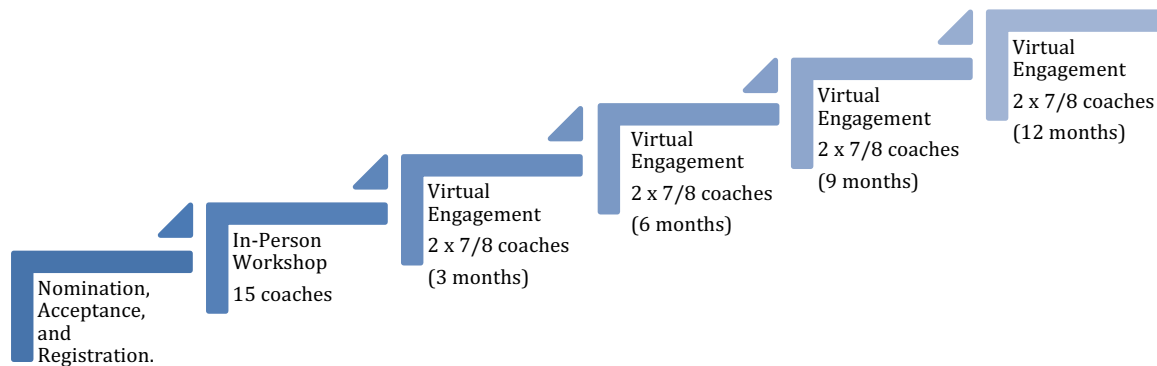 Nomination,
Acceptance,
and
Registration.
In-Person
Workshop
15 coaches
Virtual
Engagement
2 x 7/8 coaches
(3 months)
Virtual
Engagement
2 x 7/8 coaches
(6 months)
Virtual
Engagement
2 x 7/8 coaches
(9 months)
Virtual
Engagement
2 x 7/8 coaches
(12 months)